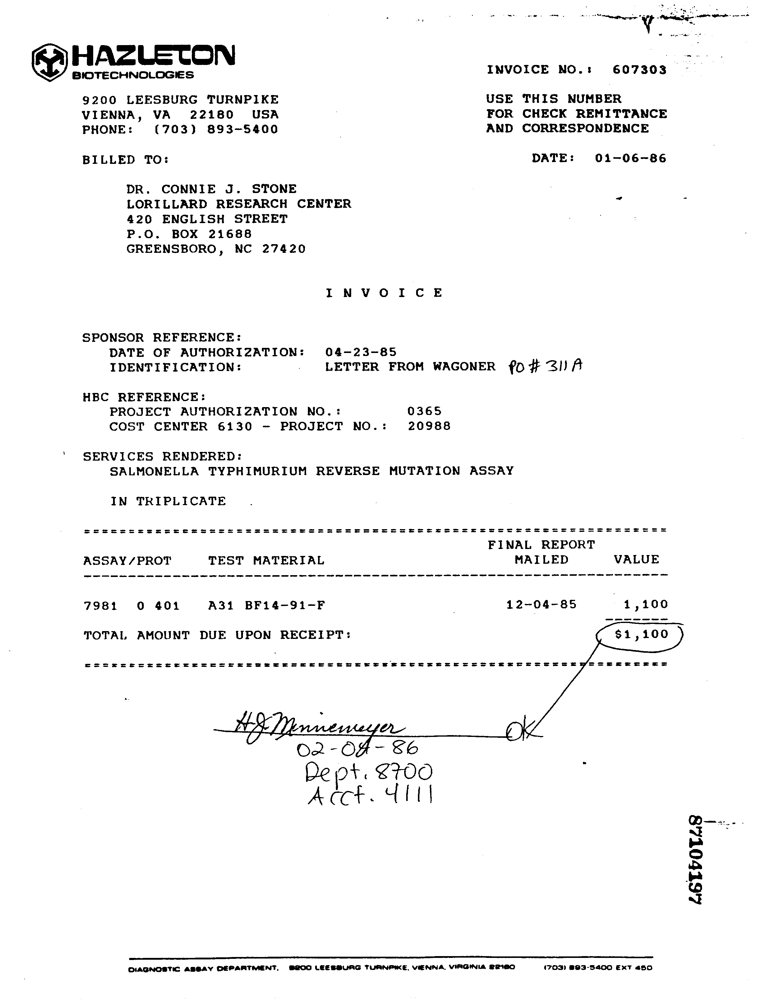 HAZLETON
BIOTECHNOLOGIES
INVOICE NO.: 607303
9200 LEESBURG TURNPIKE
VIENNA, VA 22180 USA
PHONE: (703) 893-5400
USE THIS NUMBER
FOR CHECK REMITTANCE
AND CORRESPONDENCE
BILLED TO:
DATE: 01-06-86
DR. CONNIE J. STONE
LORILLARD RESEARCH CENTER
420 ENGLISH STREET
P.O. BOX 21688
GREENSBORO, NC 27420
I N V O I C E
SPONSOR REFERENCE:
DATE OF AUTHORIZATION: 04-23-85
IDENTIFICATION: LETTER FROM WAGONER PO# 311A
HBC REFERENCE:
PROJECT AUTHORIZATION NO.: 0365
COST CENTER 6130 - PROJECT NO.: 20988
SERVICES RENDERED:
SALMONELLA TYPHIMURIUM REVERSE MUTATION ASSAY
IN TRIPLICATE
FINAL REPORT
ASSAY/PROT TEST MATERIAL MAILED VALUE
7981 0 401 A31 BF14-91-F 12-04-85 1,100
TOTAL AMOUNT DUE UPON RECEIPT: $1,100
H J Minnemeyer OK
02-04-86
Dept. 8700
Acct. 4111
87104197
DIAGNOSTIC ASSAY DEPARTMENT, 9200 LEESBURG TURNPIKE, VIENNA, VIRGINIA 22180 (703) 893-5400 EXT 450